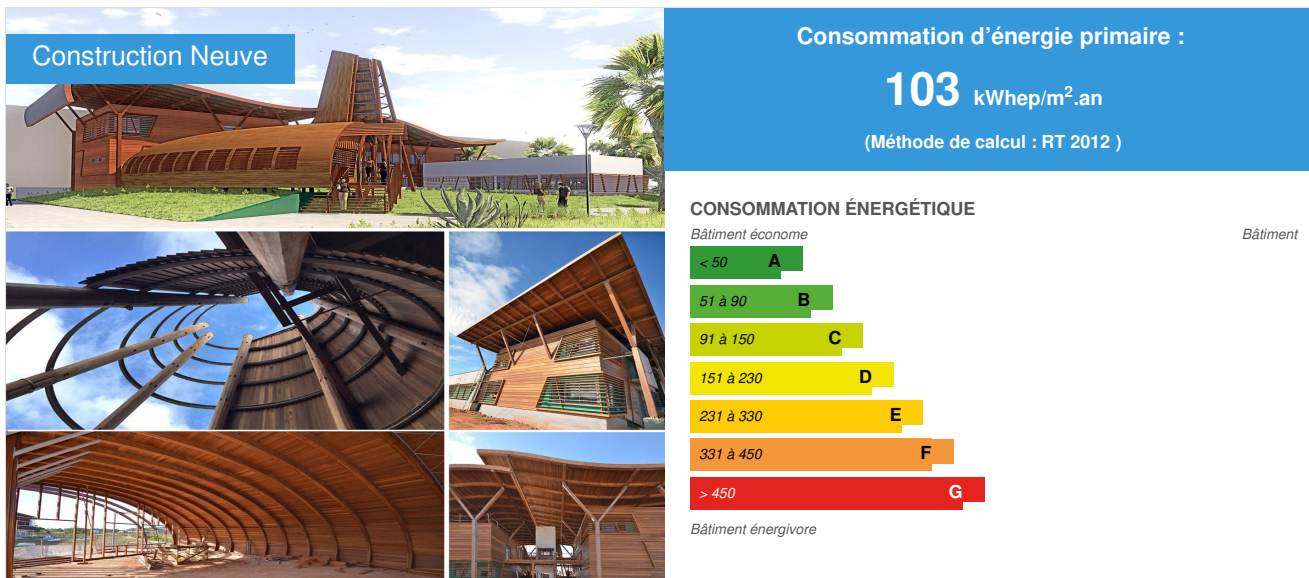 Construction Neuve
Consommation d'énergie primaire :
103 kWhep/m².an
(Méthode de calcul : RT 2012 )
CONSOMMATION ÉNERGÉTIQUE
Bâtiment économe Bâtiment
< 50 A
51 à 90 B
91 à 150 C
151 à 230 D
231 à 330 E
331 à 450 F
> 450 G
Bâtiment énergivore